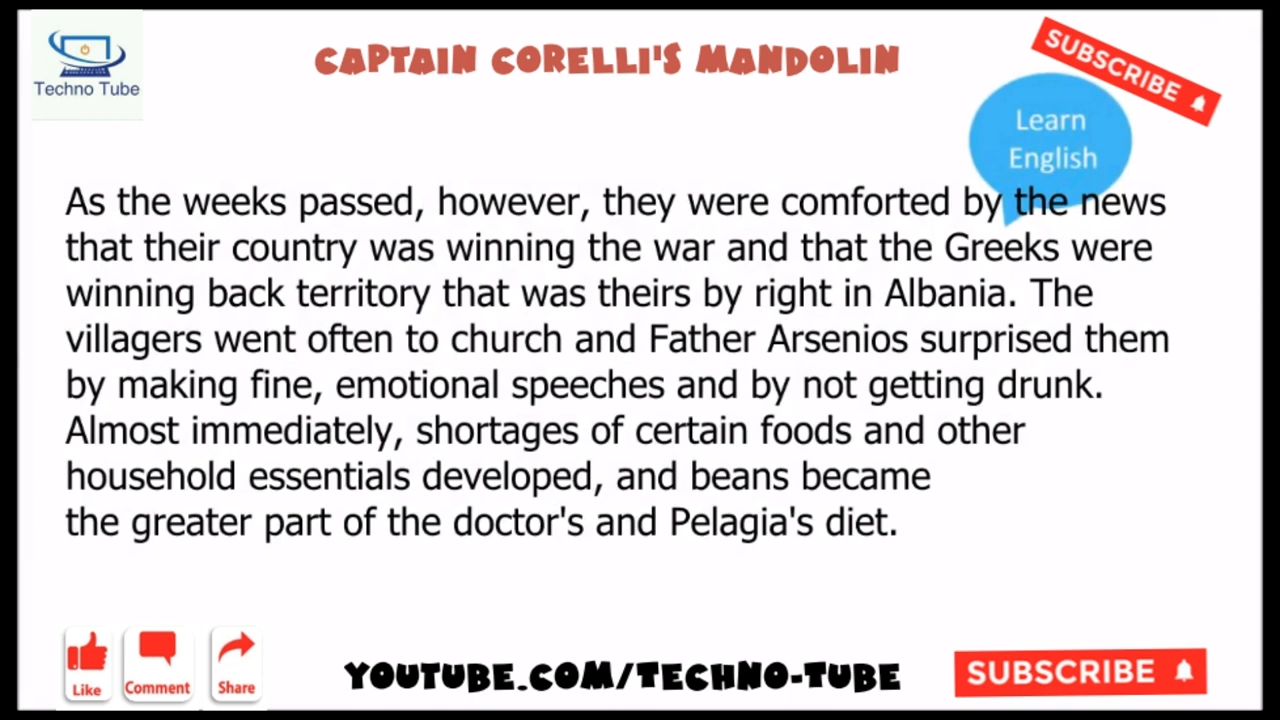 Techno Tube
CAPTAIN CORELLI'S MANDOLIN
SUBSCRIBE
Learn
English
As the weeks passed, however, they were comforted by the news
that their country was winning the war and that the Greeks were
winning back territory that was theirs by right in Albania. The
villagers went often to church and Father Arsenios surprised them
by making fine, emotional speeches and by not getting drunk.
Almost immediately, shortages of certain foods and other
household essentials developed, and beans became
the greater part of the doctor's and Pelagia's diet.
Like
Comment
Share
YOUTUBE.COM/TECHNO-TUBE
SUBSCRIBE